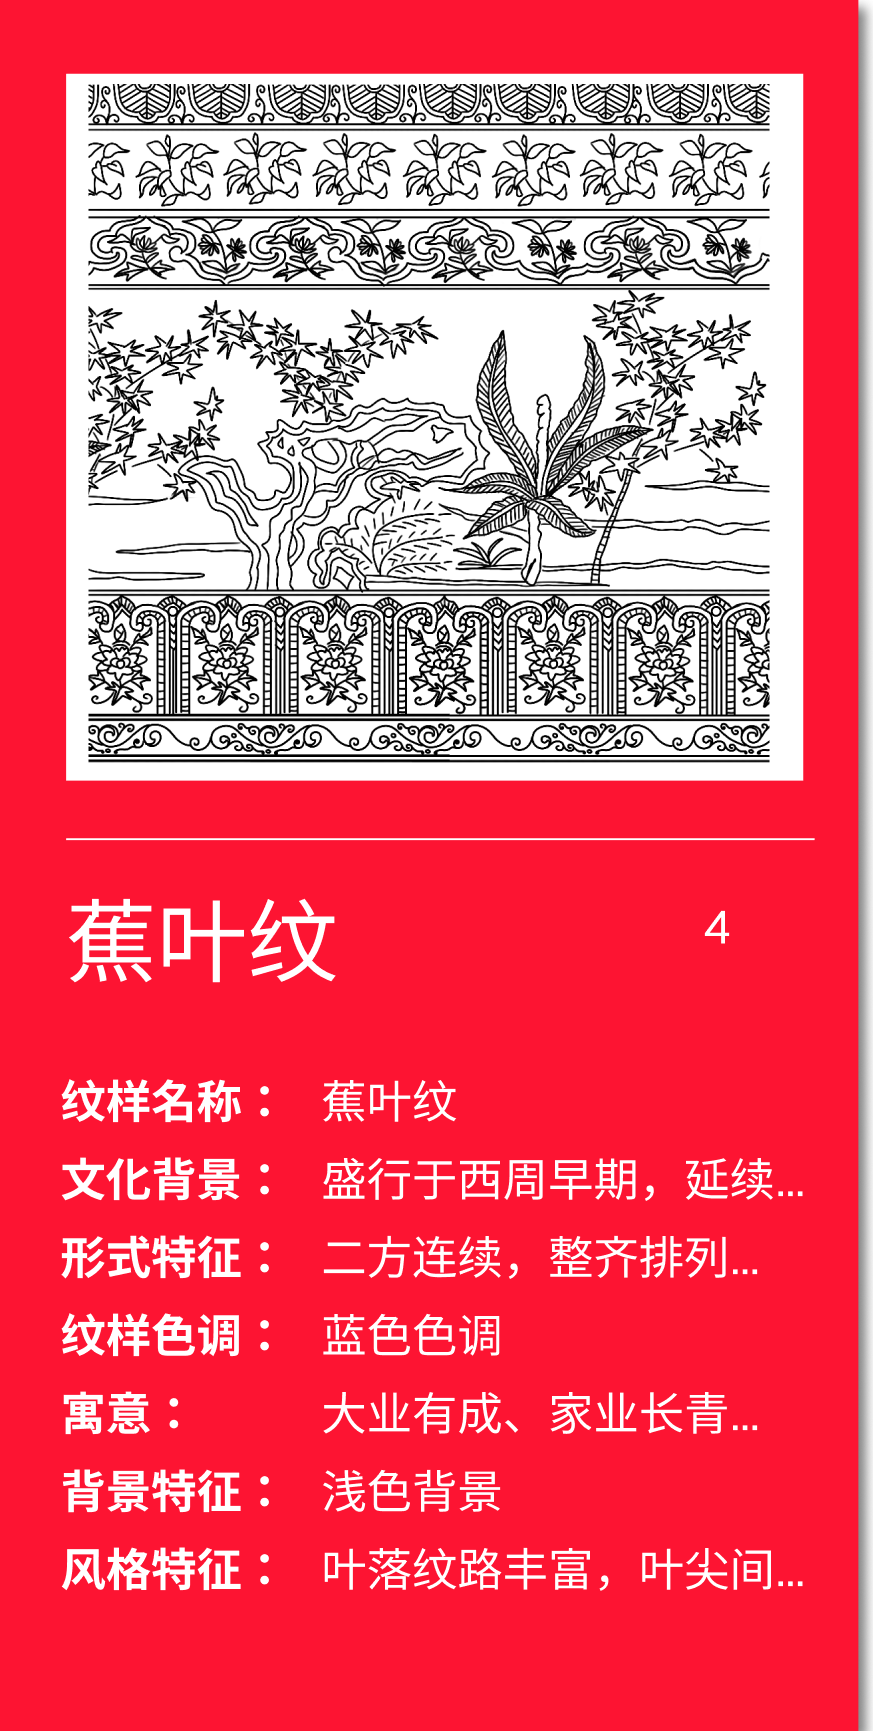 蕉叶纹
4
纹样名称： 蕉叶纹
文化背景： 盛行于西周早期，延续...
形式特征： 二方连续，整齐排列...
纹样色调： 蓝色色调
寓意： 大业有成、家业长青...
背景特征： 浅色背景
风格特征： 叶落纹路丰富，叶尖间...